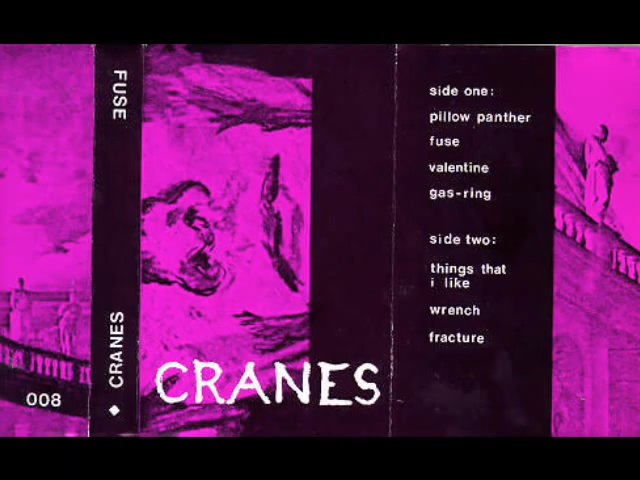 008
FUSE
CRANES
CRANES
side one:
pillow panther
fuse
valentine
gas-ring
side two:
things that
i like
wrench
fracture